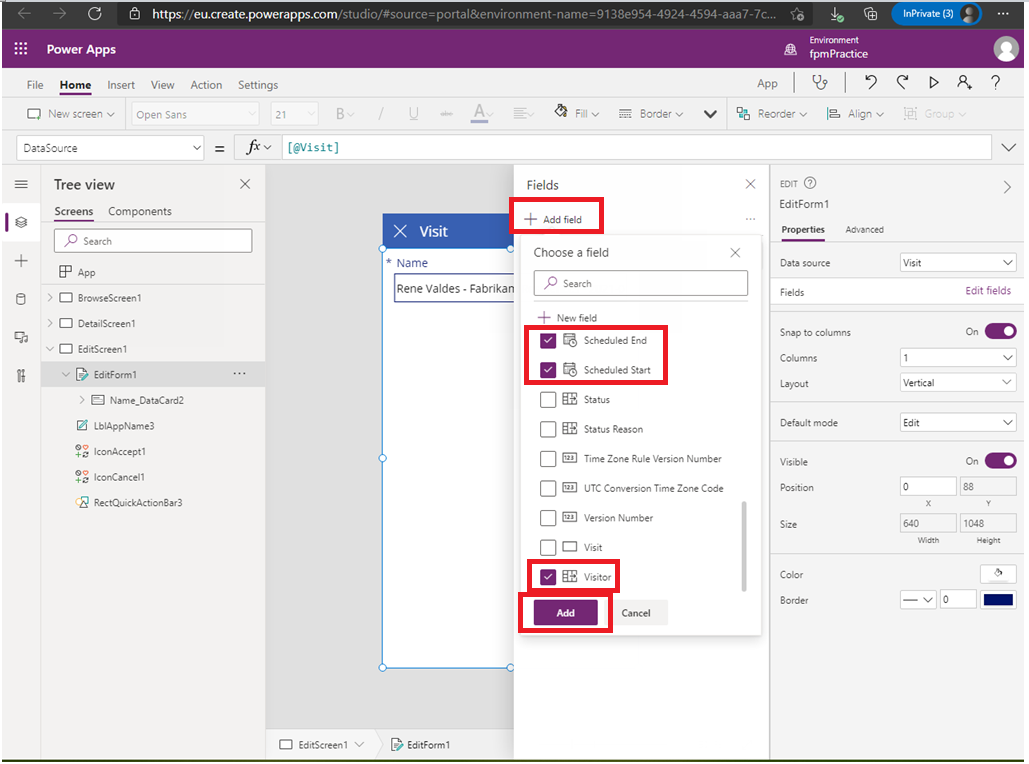 https://eu.create.powerapps.com/studio/#source=portal&environment-name=9138e954-4924-4594-aaa7-7c...
InPrivate (3)
Power Apps
Environment
fpmPractice
File Home Insert View Action Settings
App
New screen
Open Sans
21
B
I
U
abc
A
Fill
Border
Reorder
Align
Group
DataSource
=
fx
[@Visit]
Tree view
Screens Components
Search
App
BrowseScreen1
DetailScreen1
EditScreen1
EditForm1
Name_DataCard2
LblAppName3
IconAccept1
IconCancel1
RectQuickActionBar3
Visit
* Name
Rene Valdes - Fabrikan
Fields
Add field
Choose a field
Search
New field
Scheduled End
Scheduled Start
Status
Status Reason
Time Zone Rule Version Number
UTC Conversion Time Zone Code
Version Number
Visit
Visitor
Add
Cancel
EDIT
EditForm1
Properties Advanced
Data source
Visit
Fields
Edit fields
Snap to columns
On
Columns
1
Layout
Vertical
Default mode
Edit
Visible
On
Position
0
88
X
Y
Size
640
1048
Width
Height
Color
Border
0
EditScreen1
EditForm1